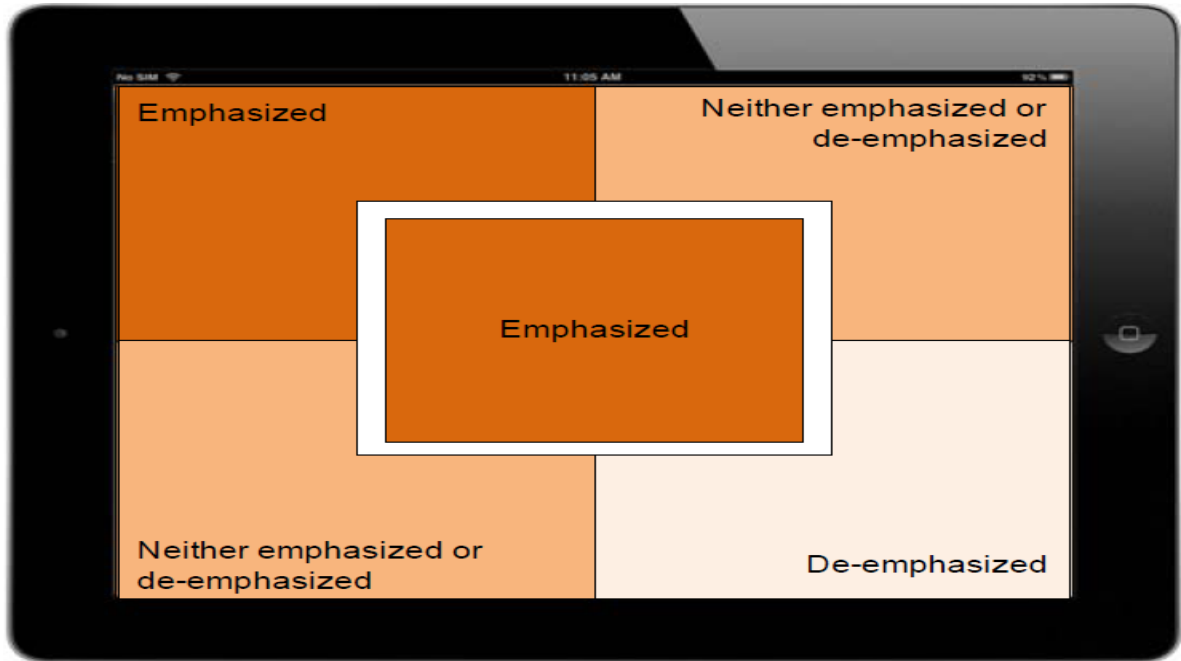 No SIM
11:05 AM
92%
Emphasized
Neither emphasized or
de-emphasized
Emphasized
Neither emphasized or
de-emphasized
De-emphasized